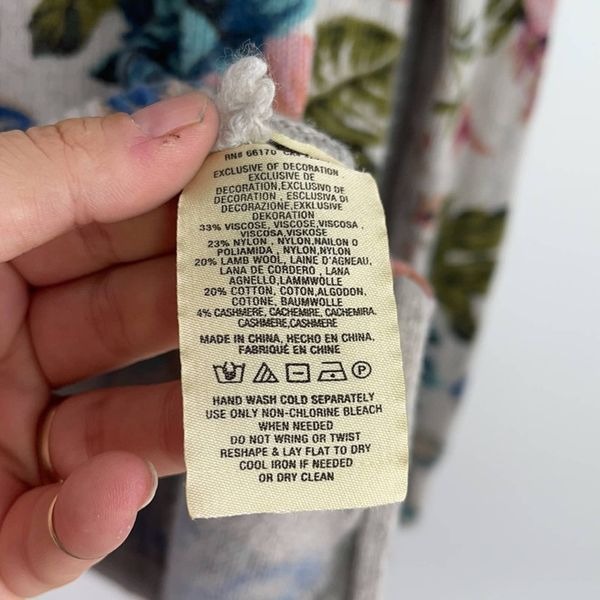 RN# 66170 CA#
EXCLUSIVE OF DECORATION
EXCLUSIVE DE
DECORATION,EXCLUSIVO DE
DECORATION , ESCLUSIVA DI
DECORAZIONE,EXKLUSIVE
DEKORATION
33% VISCOSE, VISCOSE,VISCOSA ,
VISCOSA,VISKOSE
23% NYLON , NYLON,NAILON O
POLIAMIDA , NYLON,NYLON
20% LAMB WOOL, LAINE D'AGNEAU,
LANA DE CORDERO , LANA
AGNELLO,LAMMWOLLE
20% COTTON, COTON,ALGODON,
COTONE, BAUMWOLLE
4% CASHMERE, CACHEMIRE, CACHEMIRA,
CASHMERE,CASHMERE
MADE IN CHINA, HECHO EN CHINA,
FABRIQUÉ EN CHINE
P
HAND WASH COLD SEPARATELY
USE ONLY NON-CHLORINE BLEACH
WHEN NEEDED
DO NOT WRING OR TWIST
RESHAPE & LAY FLAT TO DRY
COOL IRON IF NEEDED
OR DRY CLEAN